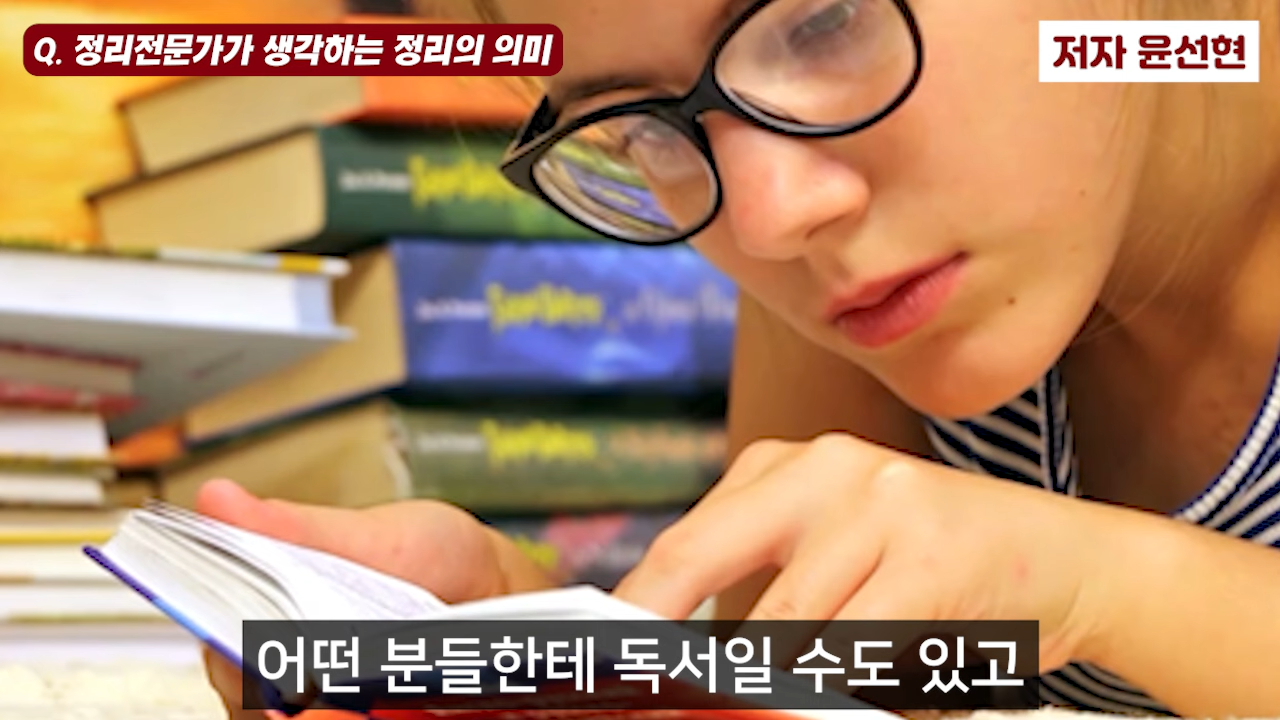 Q. 정리전문가가 생각하는 정리의 의미
저자 윤선현
어떤 분들한테 독서일 수도 있고